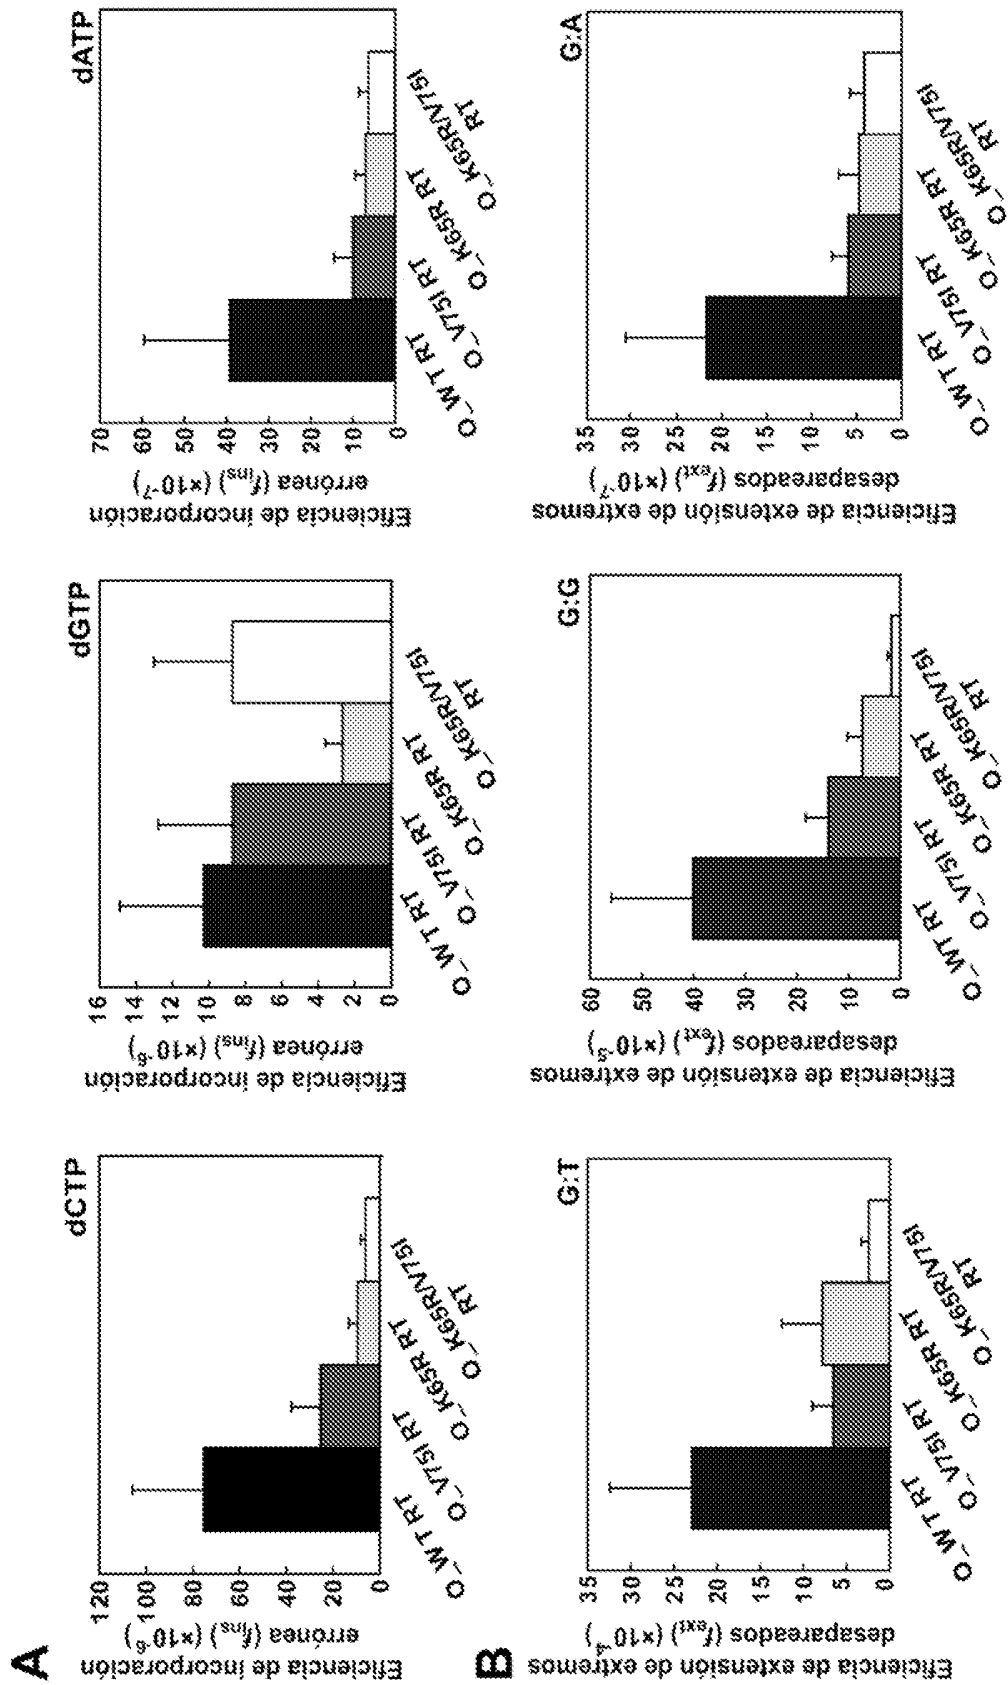 A
dCTP
Eficiencia de incorporación
errónea (fins) (×10-6)
120
100
80
60
40
20
0
O_WT RT
O_V75I RT
O_K65R RT
O_K65R/V75I
RT
dGTP
Eficiencia de incorporación
errónea (fins) (×10-6)
16
14
12
10
8
6
4
2
0
O_WT RT
O_V75I RT
O_K65R RT
O_K65R/V75I
RT
dATP
Eficiencia de incorporación
errónea (fins) (×10-7)
70
60
50
40
30
20
10
0
O_WT RT
O_V75I RT
O_K65R RT
O_K65R/V75I
RT
B
G:T
Eficiencia de extensión de extremos
desapareados (fext) (×10-4)
35
30
25
20
15
10
5
0
O_WT RT
O_V75I RT
O_K65R RT
O_K65R/V75I
RT
G:G
Eficiencia de extensión de extremos
desapareados (fext) (×10-3)
60
50
40
30
20
10
0
O_WT RT
O_V75I RT
O_K65R RT
O_K65R/V75I
RT
G:A
Eficiencia de extensión de extremos
desapareados (fext) (×10-7)
35
30
25
20
15
10
5
0
O_WT RT
O_V75I RT
O_K65R RT
O_K65R/V75I
RT